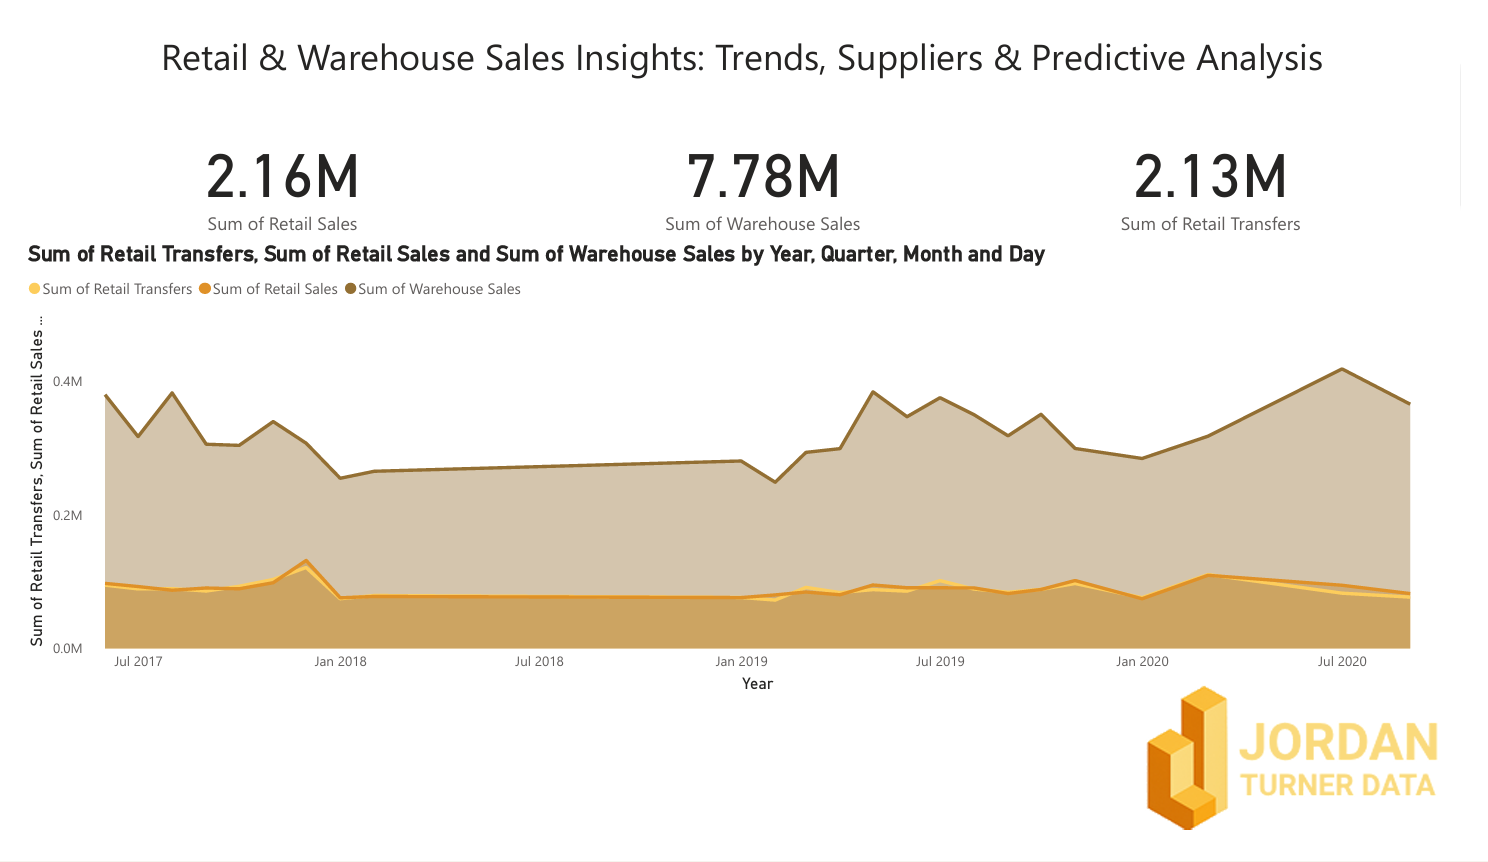 Retail & Warehouse Sales Insights: Trends, Suppliers & Predictive Analysis
2.16M
Sum of Retail Sales
7.78M
Sum of Warehouse Sales
2.13M
Sum of Retail Transfers
Sum of Retail Transfers, Sum of Retail Sales and Sum of Warehouse Sales by Year, Quarter, Month and Day
Sum of Retail Transfers Sum of Retail Sales Sum of Warehouse Sales
Sum of Retail Transfers, Sum of Retail Sales ...
0.4M
0.2M
0.0M
Jul 2017 Jan 2018 Jul 2018 Jan 2019 Jul 2019 Jan 2020 Jul 2020
Year
JORDAN
TURNER DATA